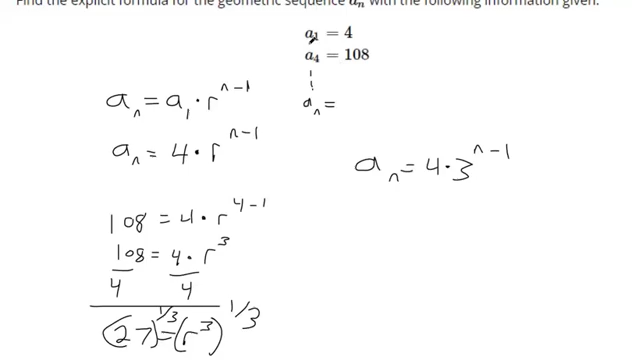 Find the explicit formula for the geometric sequence aₙ with the following information given.
a₁ = 4
a₄ = 108
⋮
aₙ =
aₙ = a₁ · r^(n-1)
aₙ = 4 · r^(n-1)
aₙ = 4 · 3^(n-1)
108 = 4 · r^(4-1)
108/4 = 4 · r³/4
(27)^(1/3) = (r³)^(1/3)